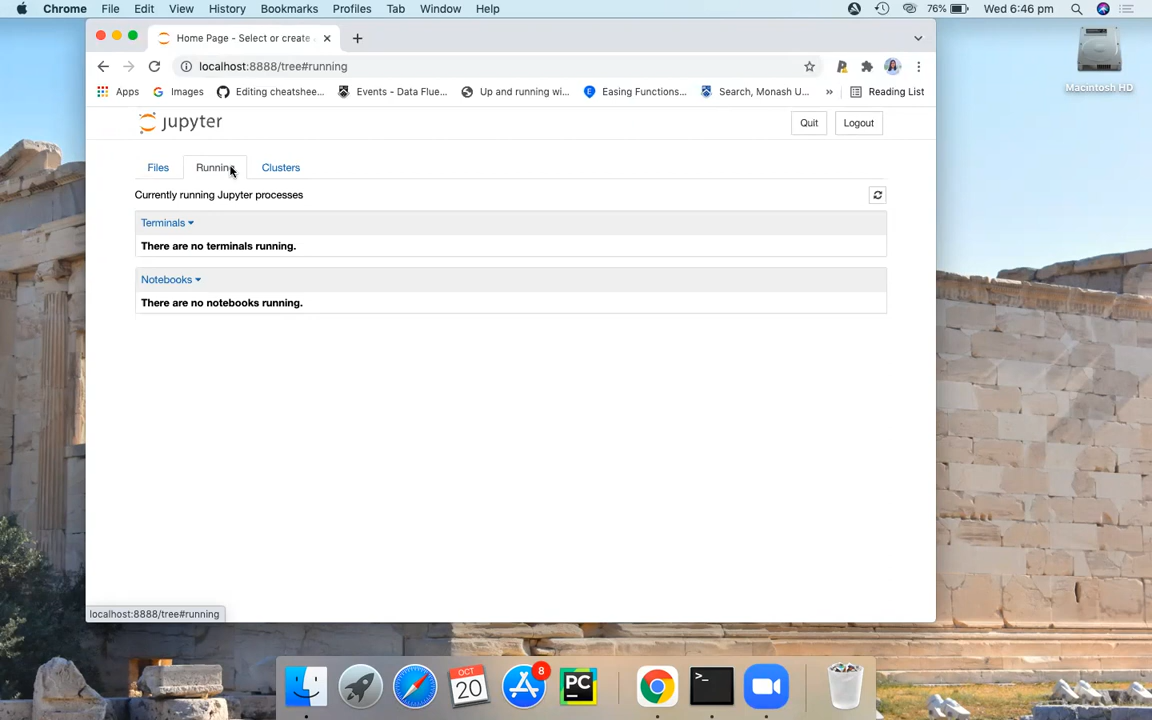 Chrome File Edit View History Bookmarks Profiles Tab Window Help 76% Wed 6:46 pm
Home Page - Select or create
localhost:8888/tree#running
Apps Images Editing cheatshee... Events - Data Flue... Up and running wi... Easing Functions... Search, Monash U... » Reading List
Macintosh HD
jupyter
Quit Logout
Files Running Clusters
Currently running Jupyter processes
Terminals
There are no terminals running.
Notebooks
There are no notebooks running.
localhost:8888/tree#running
OCT
20
8
PC
>_